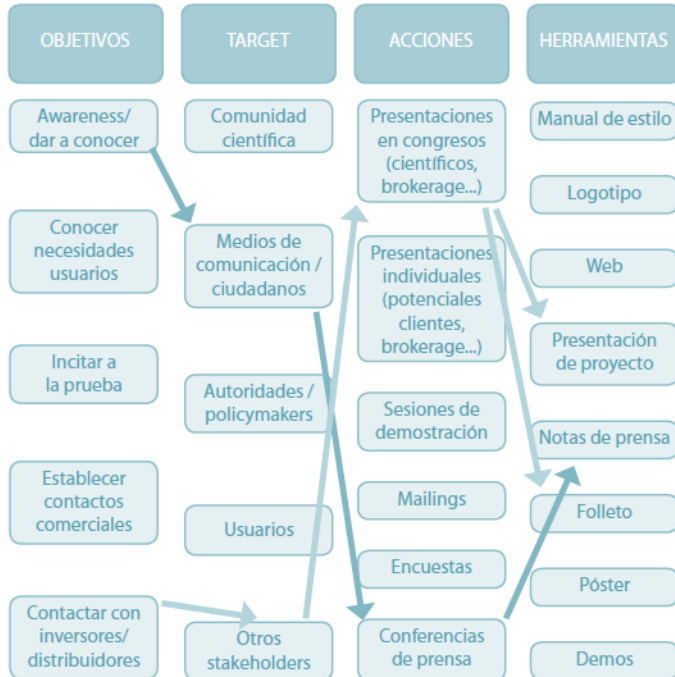 OBJETIVOS
Awareness/
dar a conocer
Conocer
necesidades
usuarios
Incitar a
la prueba
Establecer
contactos
comerciales
Contactar con
inversores/
distribuidores
TARGET
Comunidad
científica
Medios de
comunicación /
ciudadanos
Autoridades /
policymakers
Usuarios
Otros
stakeholders
ACCIONES
Presentaciones
en congresos
(científicos,
brokerage...)
Presentaciones
individuales
(potenciales
clientes,
brokerage...)
Sesiones de
demostración
Mailings
Encuestas
Conferencias
de prensa
HERRAMIENTAS
Manual de estilo
Logotipo
Web
Presentación
de proyecto
Notas de prensa
Folleto
Póster
Demos